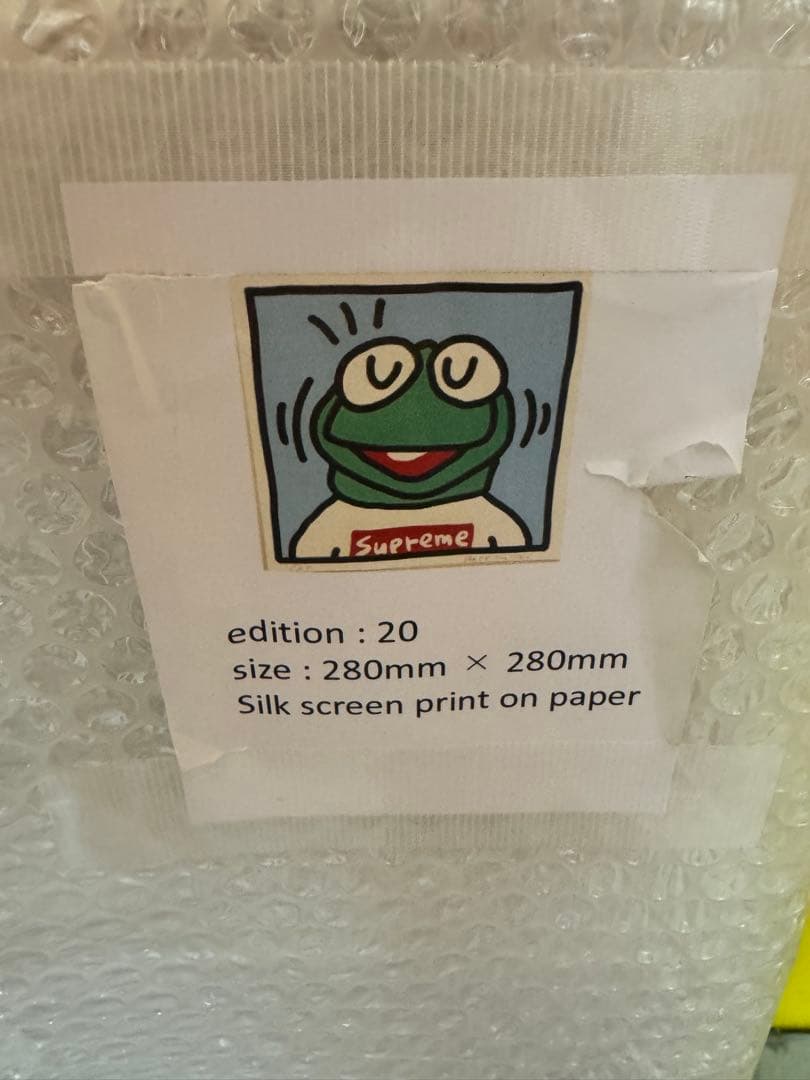 Supreme
edition : 20
size : 280mm × 280mm
Silk screen print on paper